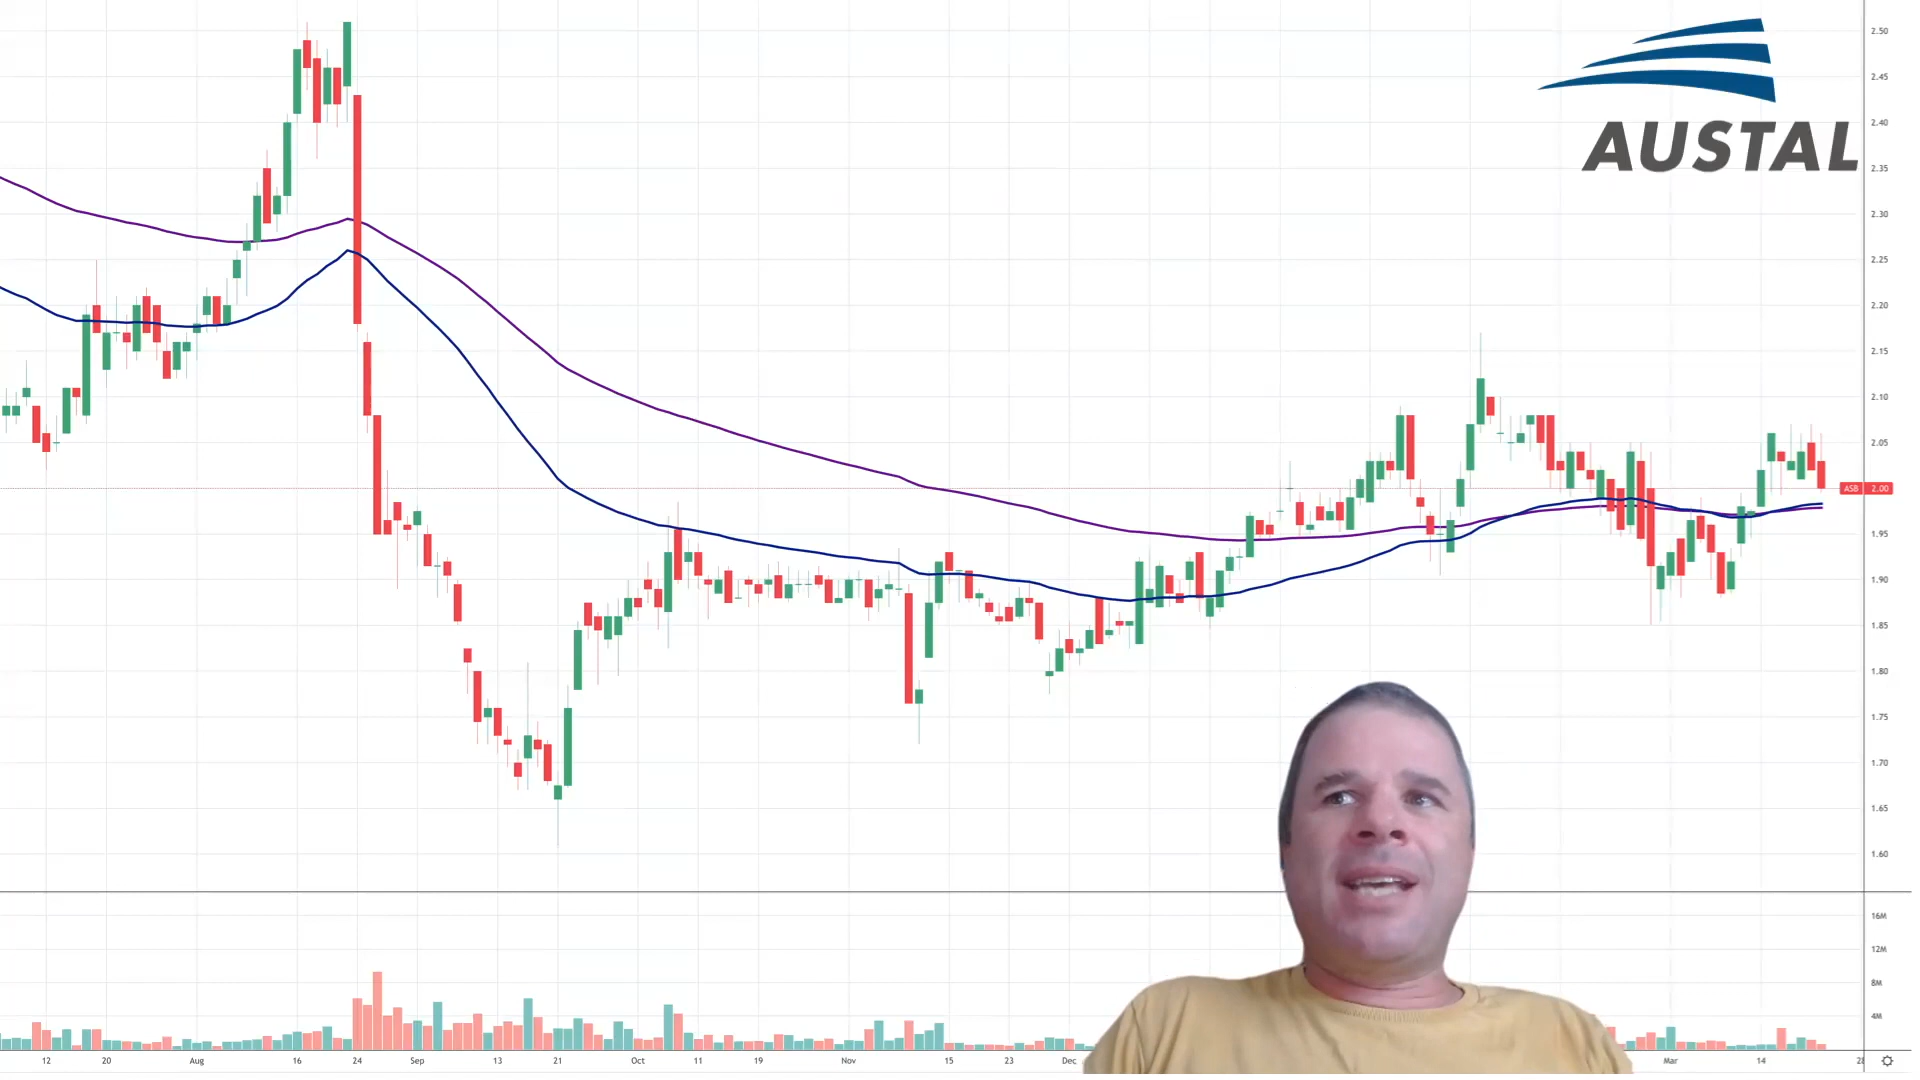 2.50
2.45
AUSTAL
2.40
2.35
2.30
2.25
2.20
2.15
2.10
2.05
ASB 2.00
1.95
1.90
1.85
1.80
1.75
1.70
1.65
1.60
16M
12M
8M
4M
12 20 Aug 16 24 Sep 13 21 Oct 11 19 Nov 15 23 Dec Mar 14